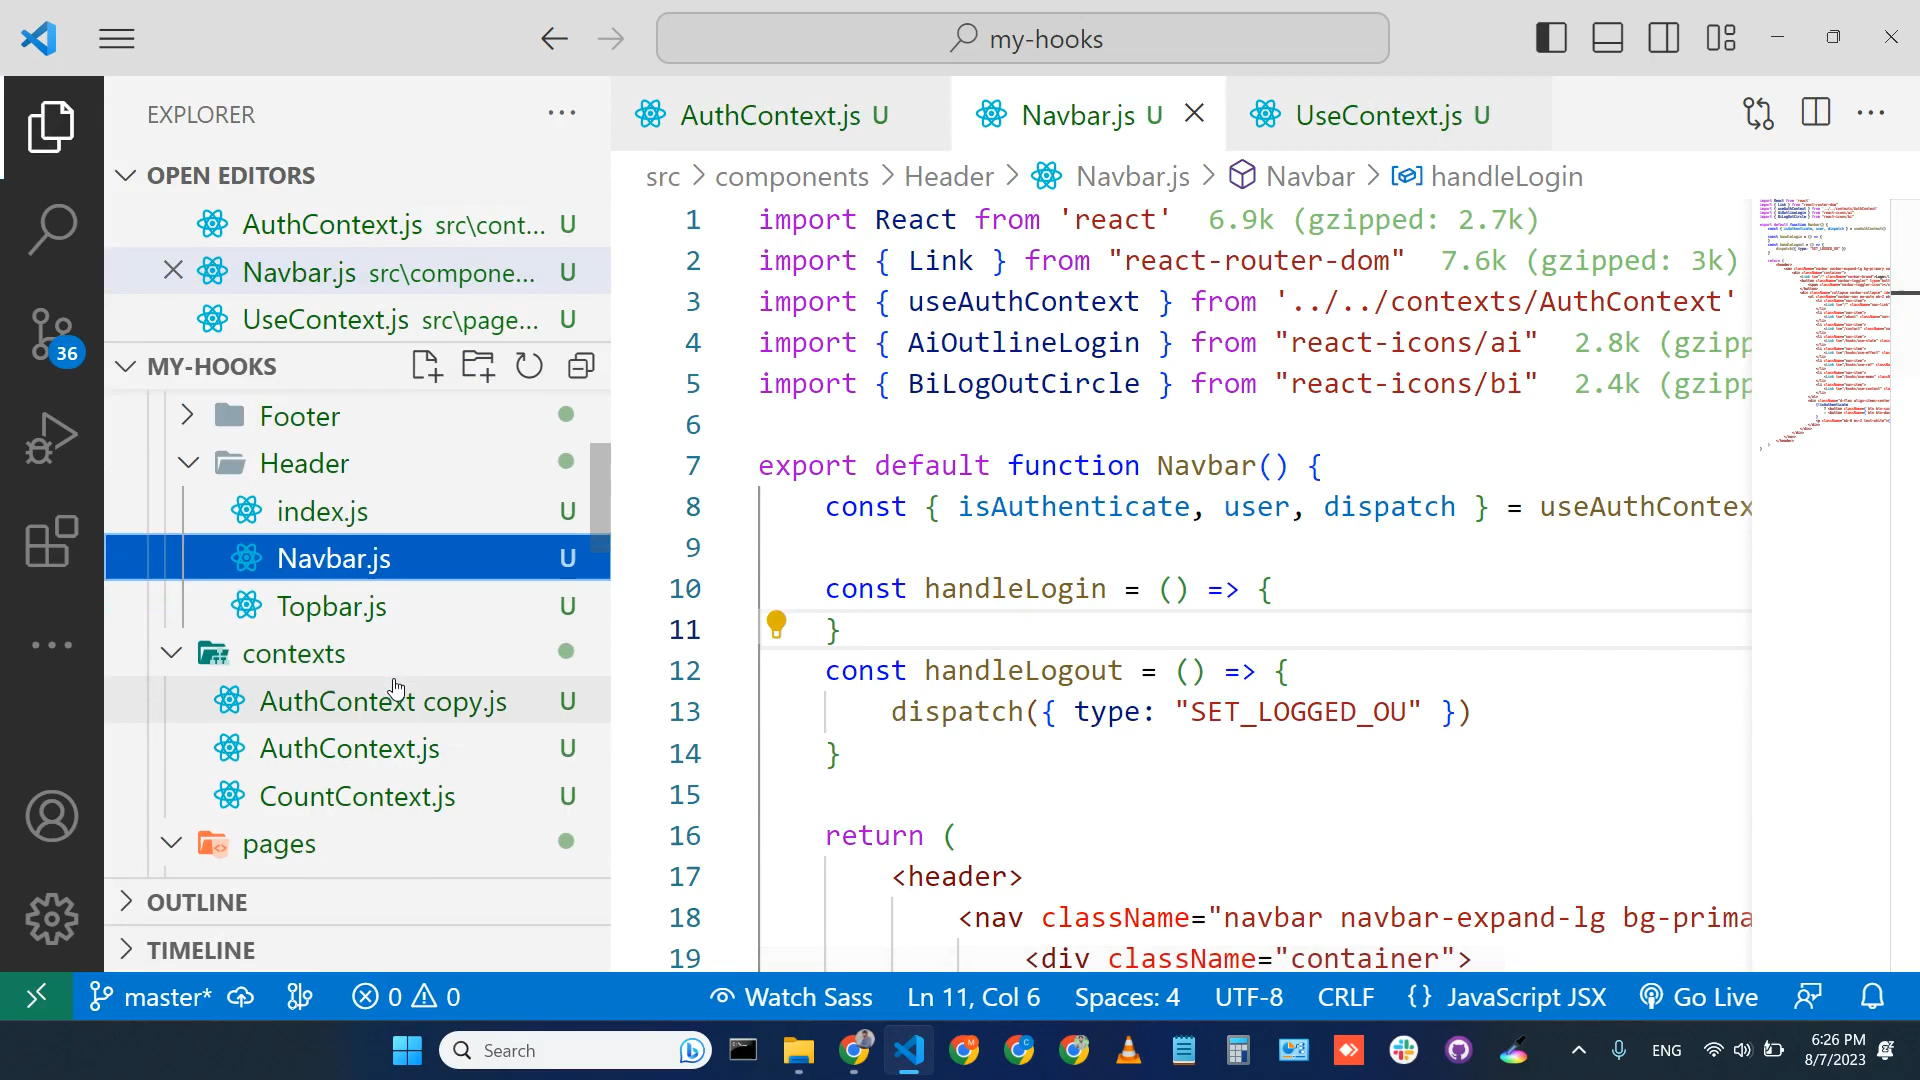 my-hooks
EXPLORER
OPEN EDITORS
AuthContext.js src\cont... U
Navbar.js src\compone... U
UseContext.js src\page... U
MY-HOOKS
Footer
Header
index.js U
Navbar.js U
Topbar.js U
contexts
AuthContext copy.js U
AuthContext.js U
CountContext.js U
pages
OUTLINE
TIMELINE
36
AuthContext.js U
Navbar.js U
UseContext.js U
src > components > Header > Navbar.js > Navbar > handleLogin
1 import React from 'react' 6.9k (gzipped: 2.7k)
2 import { Link } from "react-router-dom" 7.6k (gzipped: 3k)
3 import { useAuthContext } from '../../contexts/AuthContext'
4 import { AiOutlineLogin } from "react-icons/ai" 2.8k (gzipp
5 import { BiLogOutCircle } from "react-icons/bi" 2.4k (gzipp
6
7 export default function Navbar() {
8 const { isAuthenticate, user, dispatch } = useAuthContex
9
10 const handleLogin = () => {
11 }
12 const handleLogout = () => {
13 dispatch({ type: "SET_LOGGED_OU" })
14 }
15
16 return (
17 <header>
18 <nav className="navbar navbar-expand-lg bg-prima
19 <div className="container">
master* 0 0 Watch Sass Ln 11, Col 6 Spaces: 4 UTF-8 CRLF {} JavaScript JSX Go Live
Search
ENG
6:26 PM
8/7/2023